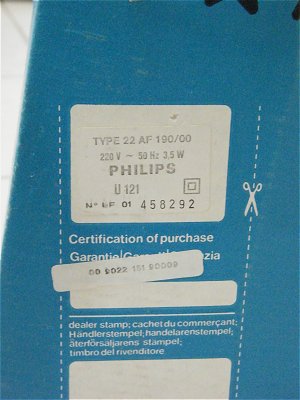 TYPE 22 AF 190/00
220 V ~ 50 Hz 3,5 W
PHILIPS
U 121
Nº LF 01 458292
Certification of purchase
00 9022 151 90009
dealer stamp; cachet du commerçant;
Händlerstempel; handelarenstempel;
återförsäljarens stämpel;
timbro del rivenditore